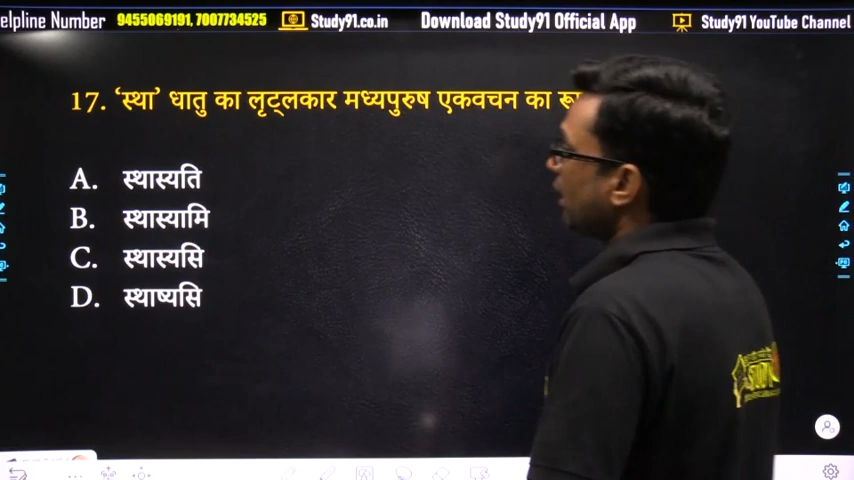 elpline Number 9455069191, 7007734525 Study91.co.in Download Study91 Official App Study91 YouTube Channel
17. ‘स्था’ धातु का लृट्लकार मध्यपुरुष एकवचन का
A. स्थास्यति
B. स्थास्यामि
C. स्थास्यसि
D. स्थाष्यसि